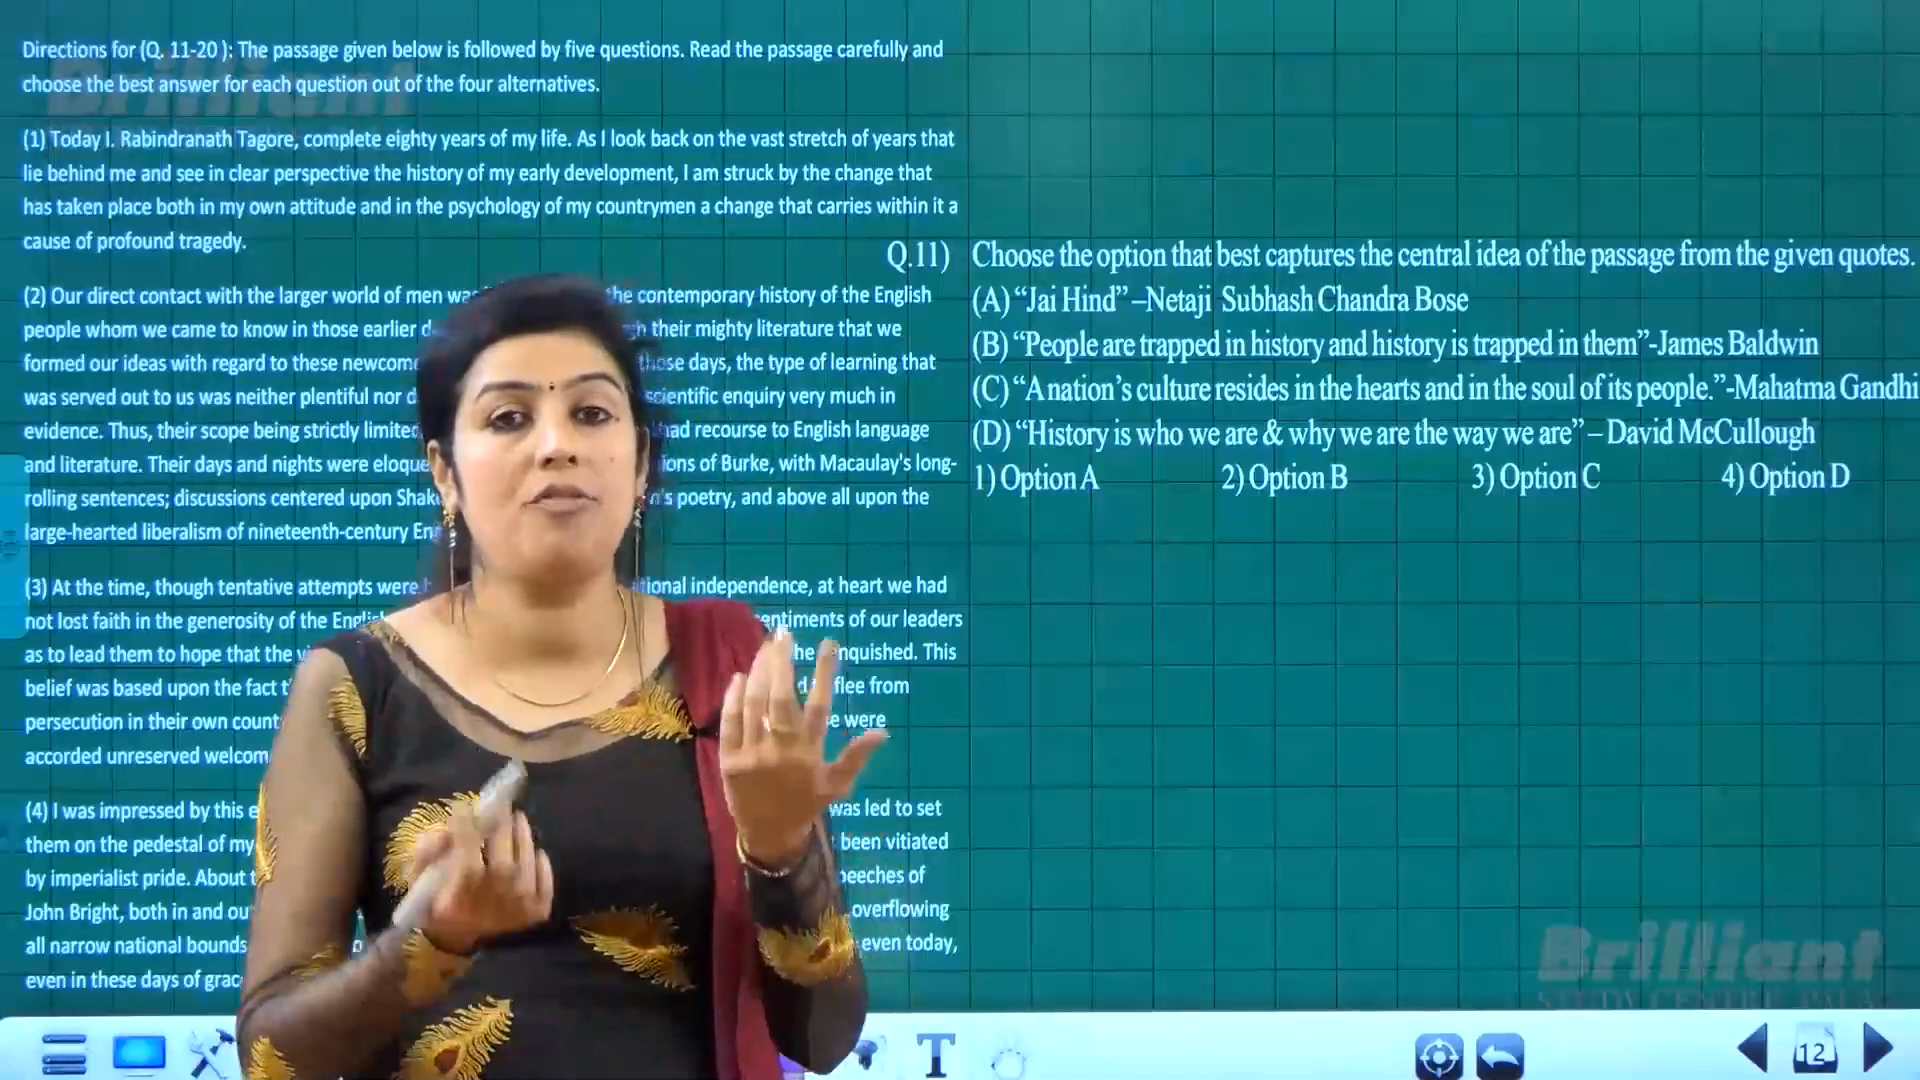 Directions for (Q. 11-20 ): The passage given below is followed by five questions. Read the passage carefully and
choose the best answer for each question out of the four alternatives.
(1) Today I. Rabindranath Tagore, complete eighty years of my life. As I look back on the vast stretch of years that
lie behind me and see in clear perspective the history of my early development, I am struck by the change that
has taken place both in my own attitude and in the psychology of my countrymen a change that carries within it a
cause of profound tragedy.
(2) Our direct contact with the larger world of men was the contemporary history of the English
people whom we came to know in those earlier their mighty literature that we
formed our ideas with regard to these those days, the type of learning that
was served out to us was neither plentiful nor scientific enquiry very much in
evidence. Thus, their scope being strictly limited had recourse to English language
and literature. Their days and nights were of Burke, with Macaulay's long-
rolling sentences; discussions centered upon poetry, and above all upon the
large-hearted liberalism of nineteenth-century
(3) At the time, though tentative attempts were independence, at heart we had
not lost faith in the generosity of the sentiments of our leaders
as to lead them to hope that the the vanquished. This
belief was based upon the fact flee from
persecution in their own were
accorded unreserved
(4) I was impressed by this was led to set
them on the pedestal of my been vitiated
by imperialist pride. About speeches of
John Bright, both in and overflowing
all narrow national bounds even today,
even in these days of
Q.11) Choose the option that best captures the central idea of the passage from the given quotes.
(A) “Jai Hind” –Netaji Subhash Chandra Bose
(B) “People are trapped in history and history is trapped in them”-James Baldwin
(C) “A nation’s culture resides in the hearts and in the soul of its people.”-Mahatma Gandhi
(D) “History is who we are & why we are the way we are” – David McCullough
1) Option A 2) Option B 3) Option C 4) Option D
Brilliant
STUDY CENTRE PALA
T
12